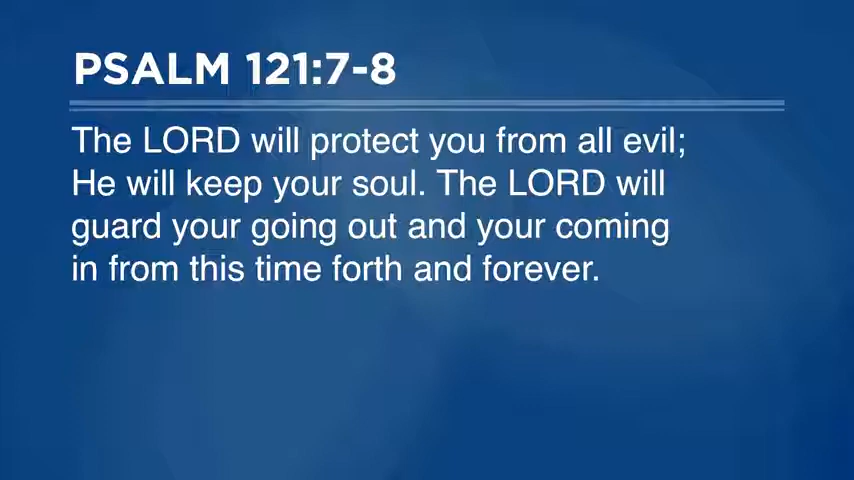 PSALM 121:7-8
The LORD will protect you from all evil;
He will keep your soul. The LORD will
guard your going out and your coming
in from this time forth and forever.